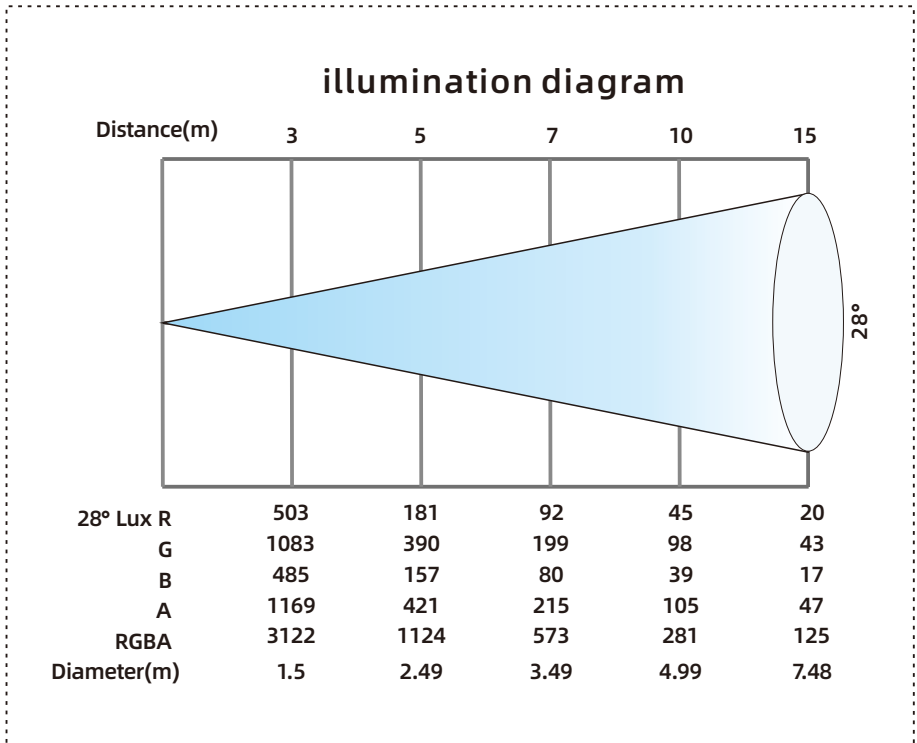 illumination diagram
Distance(m) 3 5 7 10 15
28°
28° Lux R 503 181 92 45 20
G 1083 390 199 98 43
B 485 157 80 39 17
A 1169 421 215 105 47
RGBA 3122 1124 573 281 125
Diameter(m) 1.5 2.49 3.49 4.99 7.48